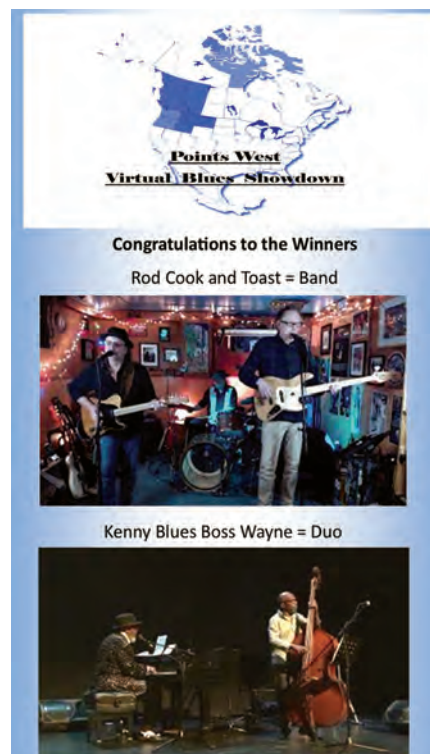 Points West
Virtual Blues Showdown
Congratulations to the Winners
Rod Cook and Toast = Band
Kenny Blues Boss Wayne = Duo